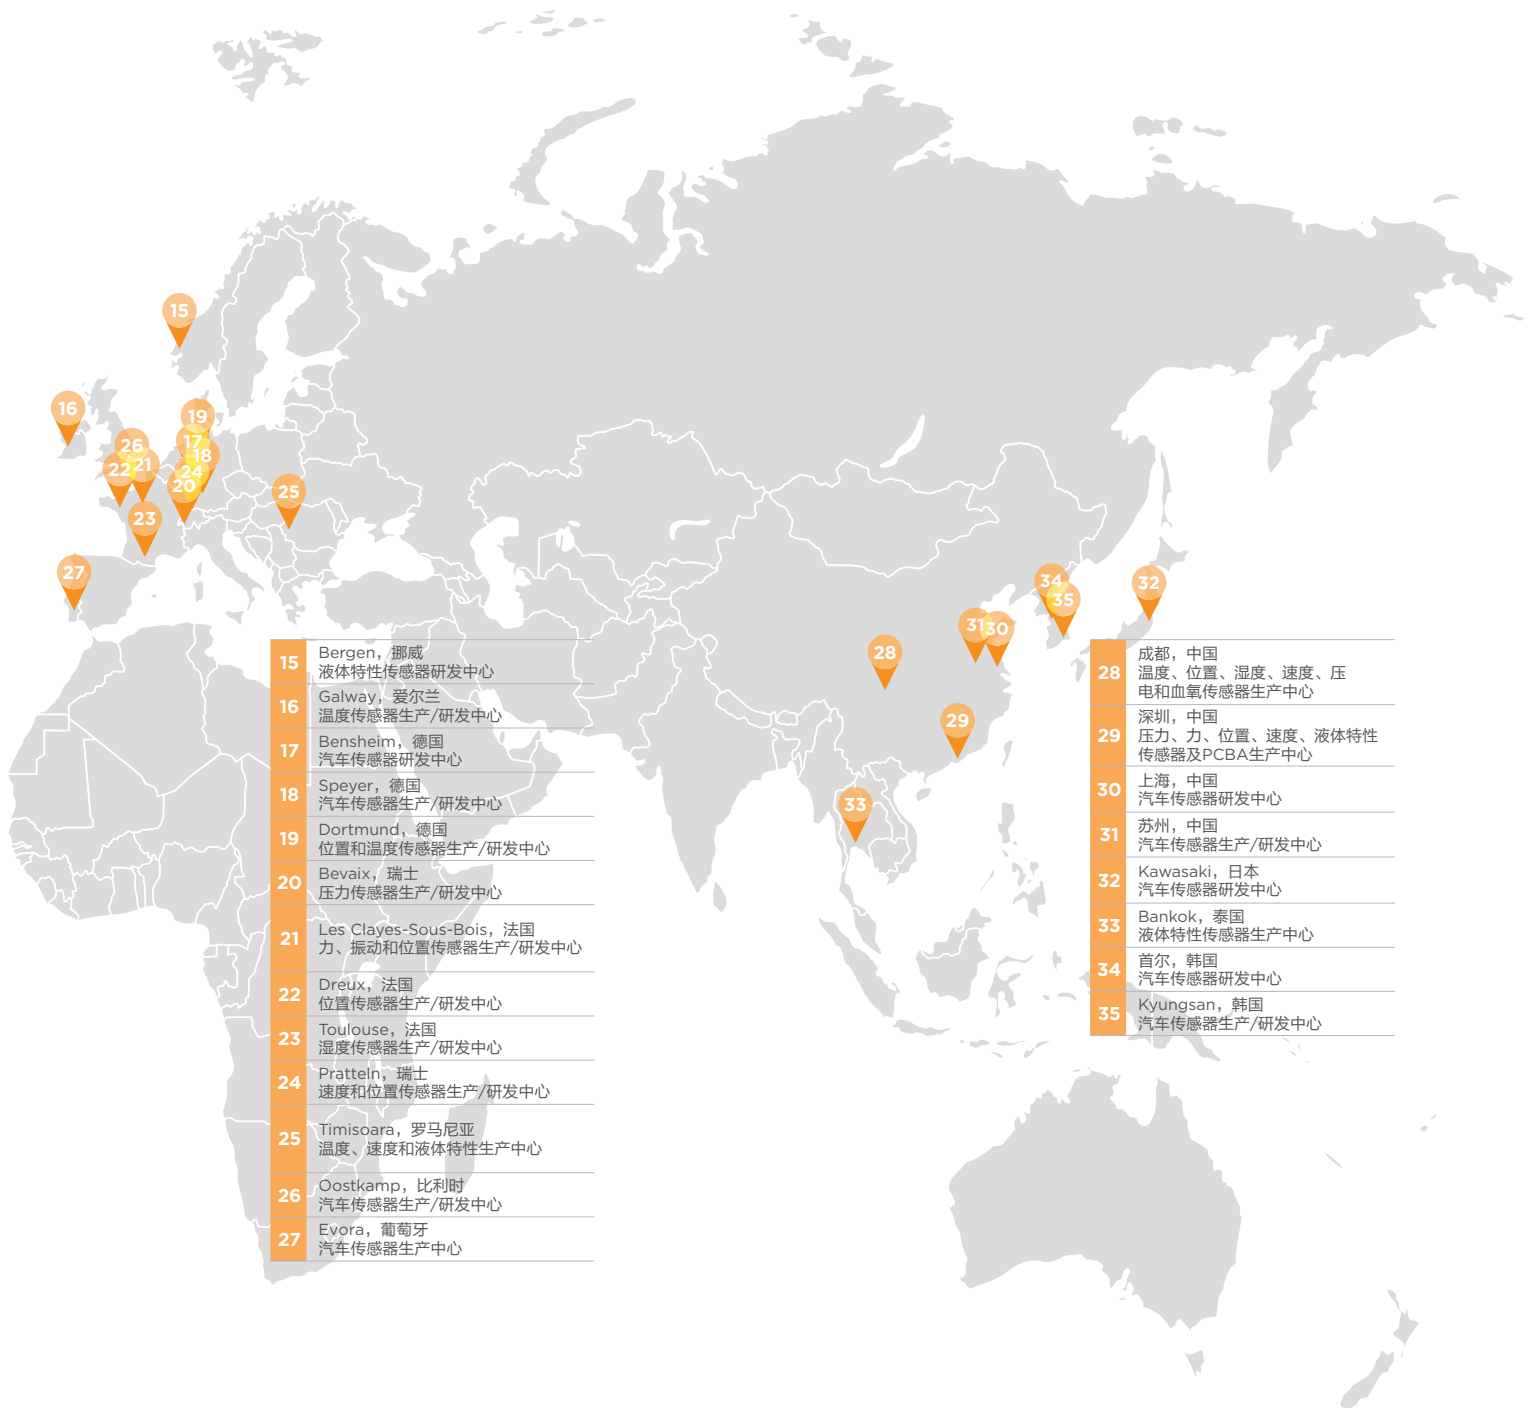 15
16
19
26
17
18
22
21
24
20
25
23
27
34
35
32
31
30
28
29
33
15
Bergen，挪威
液体特性传感器研发中心
16
Galway，爱尔兰
温度传感器生产/研发中心
17
Bensheim，德国
汽车传感器研发中心
18
Speyer，德国
汽车传感器生产/研发中心
19
Dortmund，德国
位置和温度传感器生产/研发中心
20
Bevaix，瑞士
压力传感器生产/研发中心
21
Les Clayes-Sous-Bois，法国
力、振动和位置传感器生产/研发中心
22
Dreux，法国
位置传感器生产/研发中心
23
Toulouse，法国
湿度传感器生产/研发中心
24
Pratteln，瑞士
速度和位置传感器生产/研发中心
25
Timisoara，罗马尼亚
温度、速度和液体特性生产中心
26
Oostkamp，比利时
汽车传感器生产/研发中心
27
Evora，葡萄牙
汽车传感器生产中心
28
成都，中国
温度、位置、湿度、速度、压
电和血氧传感器生产中心
29
深圳，中国
压力、力、位置、速度、液体特性
传感器及PCBA生产中心
30
上海，中国
汽车传感器研发中心
31
苏州，中国
汽车传感器生产/研发中心
32
Kawasaki，日本
汽车传感器研发中心
33
Bankok，泰国
液体特性传感器生产中心
34
首尔，韩国
汽车传感器研发中心
35
Kyungsan，韩国
汽车传感器生产/研发中心